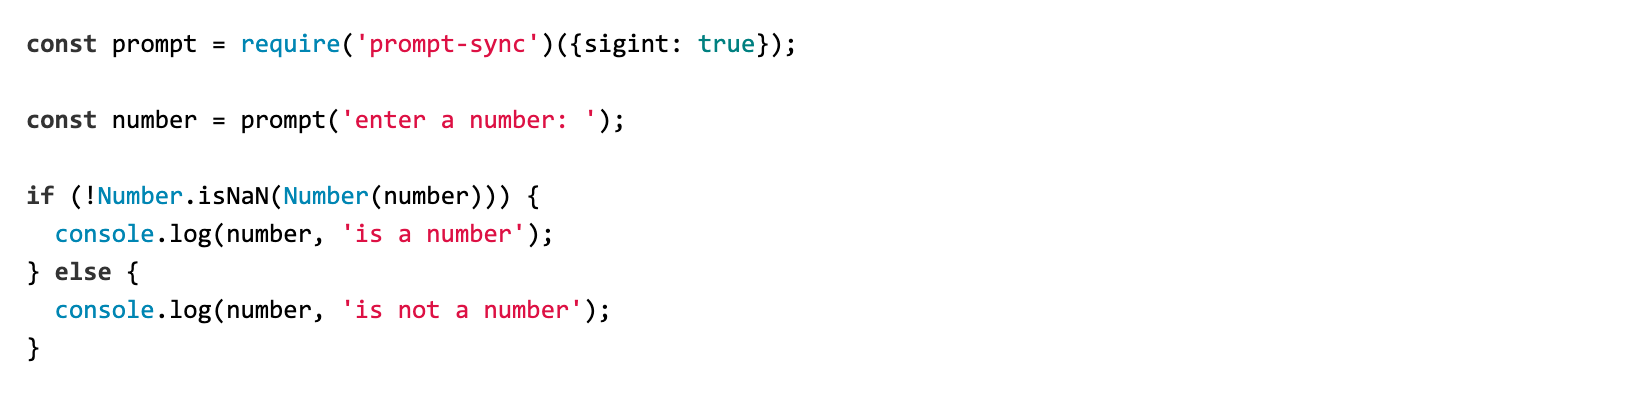 const prompt = require('prompt-sync')({sigint: true});

const number = prompt('enter a number: ');

if (!Number.isNaN(Number(number))) {
  console.log(number, 'is a number');
} else {
  console.log(number, 'is not a number');
}